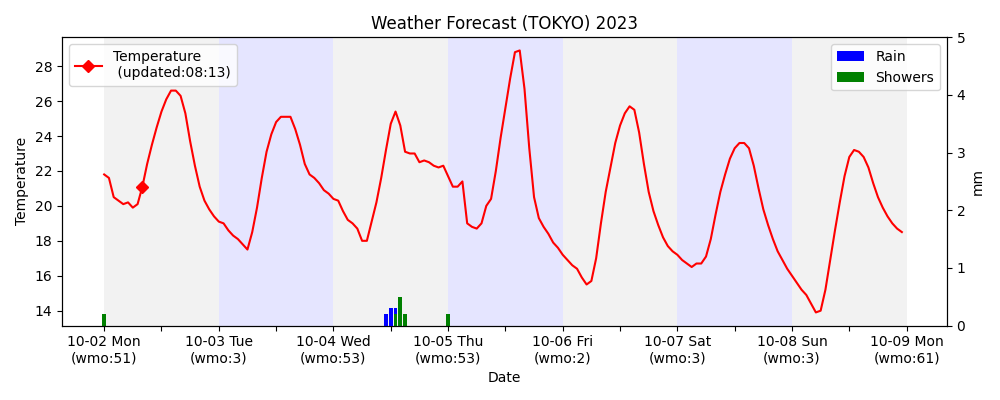 Weather Forecast (TOKYO) 2023
Temperature
(updated:08:13)
Rain
Showers
28
26
24
22
20
18
16
14
Temperature
5
4
3
2
1
0
mm
10-02 Mon
(wmo:51)
10-03 Tue
(wmo:3)
10-04 Wed
(wmo:53)
10-05 Thu
(wmo:53)
10-06 Fri
(wmo:2)
10-07 Sat
(wmo:3)
10-08 Sun
(wmo:3)
10-09 Mon
(wmo:61)
Date